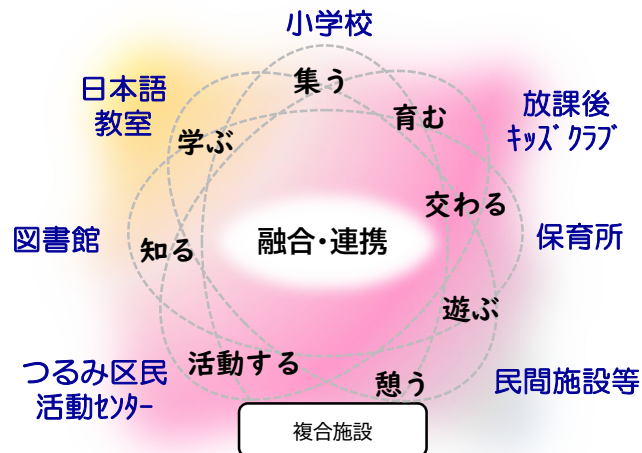 小学校
集う
日本語
教室
育む
放課後
ｷｯｽﾞｸﾗﾌﾞ
学ぶ
交わる
図書館
知る
融合・連携
保育所
遊ぶ
つるみ区民
活動ｾﾝﾀｰ
活動する
憩う
民間施設等
複合施設